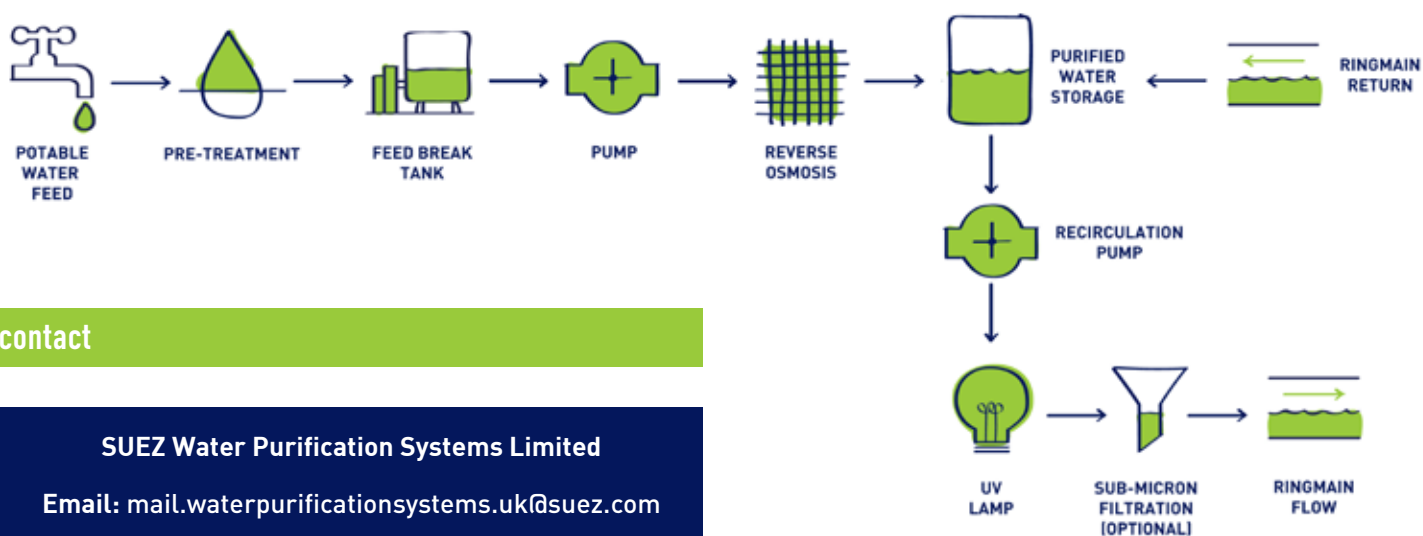 POTABLE
WATER
FEED
PRE-TREATMENT
FEED BREAK
TANK
PUMP
REVERSE
OSMOSIS
PURIFIED
WATER
STORAGE
RINGMAIN
RETURN
RECIRCULATION
PUMP
UV
LAMP
SUB-MICRON
FILTRATION
(OPTIONAL)
RINGMAIN
FLOW
contact
SUEZ Water Purification Systems Limited
Email: mail.waterpurificationsystems.uk@suez.com